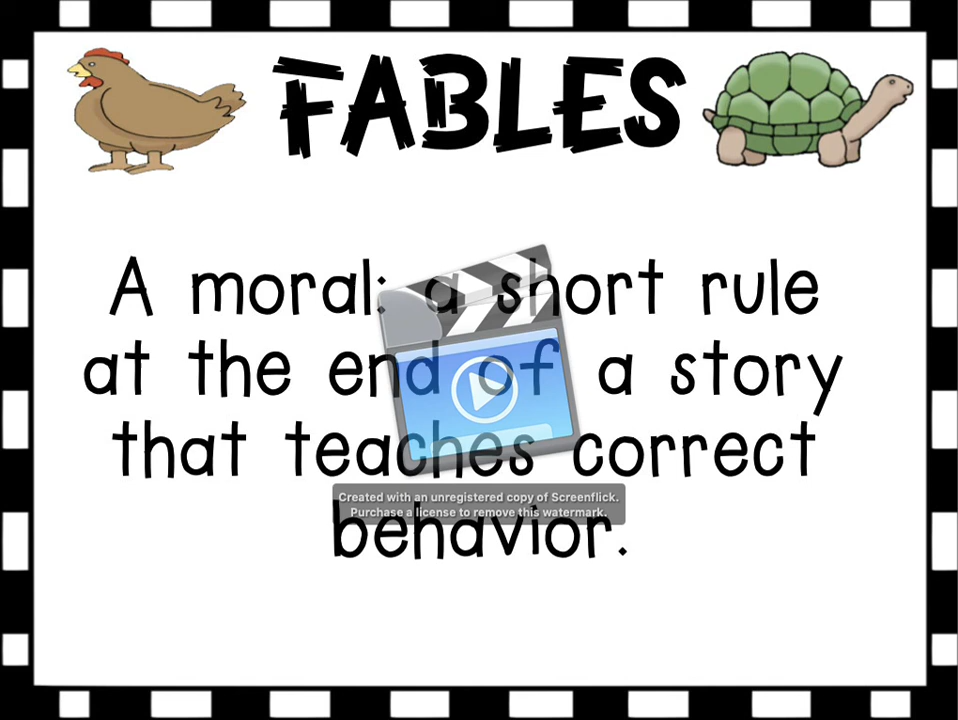 FABLES
A moral: a short rule
at the end of a story
that teaches correct
Created with an unregistered copy of Screenflick.
Purchase a license to remove this watermark.
behavior.